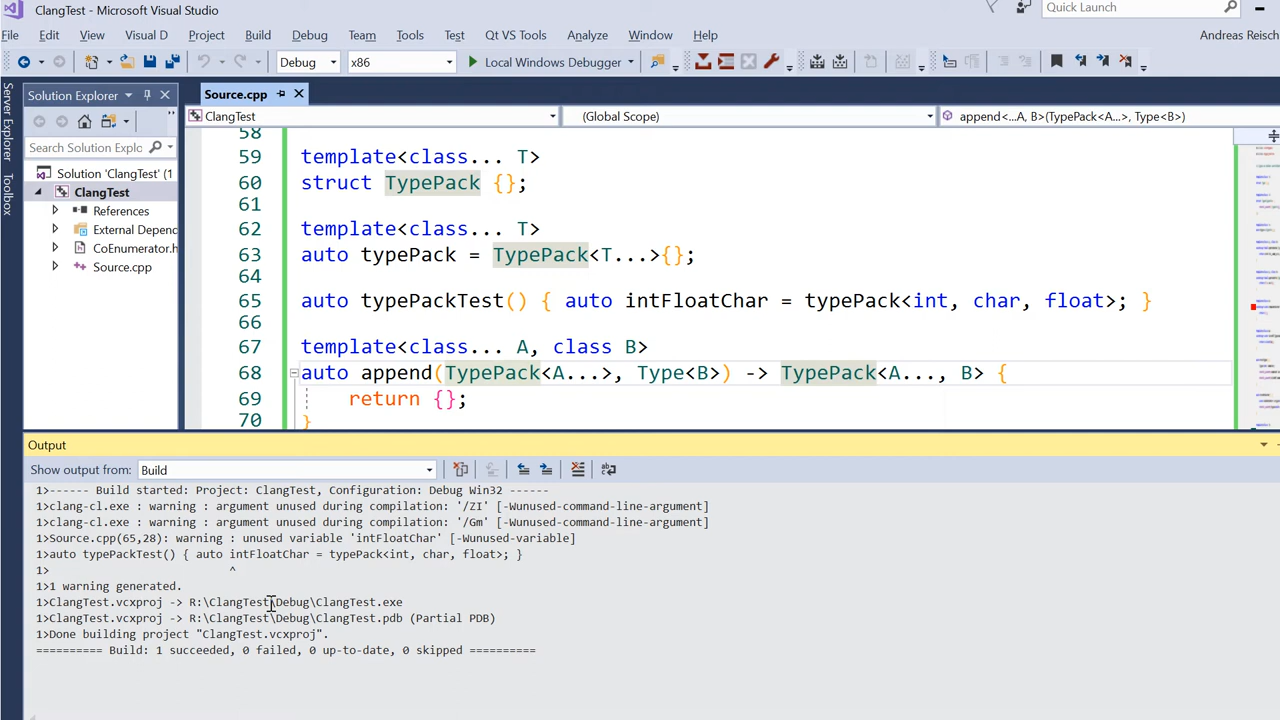 ClangTest - Microsoft Visual Studio
Quick Launch
File Edit View Visual D Project Build Debug Team Tools Test Qt VS Tools Analyze Window Help
Andreas Reisch
Debug x86 Local Windows Debugger
Server Explorer
Toolbox
Solution Explorer
Source.cpp
ClangTest (Global Scope) append<...A, B>(TypePack<A...>, Type<B>)
Search Solution Explo
Solution 'ClangTest' (1
ClangTest
References
External Depenc
CoEnumerator.h
Source.cpp
58
59 template<class... T>
60 struct TypePack {};
61
62 template<class... T>
63 auto typePack = TypePack<T...>{};
64
65 auto typePackTest() { auto intFloatChar = typePack<int, char, float>; }
66
67 template<class... A, class B>
68 auto append(TypePack<A...>, Type<B>) -> TypePack<A..., B> {
69 return {};
70 }
Output
Show output from: Build
1>------ Build started: Project: ClangTest, Configuration: Debug Win32 ------
1>clang-cl.exe : warning : argument unused during compilation: '/ZI' [-Wunused-command-line-argument]
1>clang-cl.exe : warning : argument unused during compilation: '/Gm' [-Wunused-command-line-argument]
1>Source.cpp(65,28): warning : unused variable 'intFloatChar' [-Wunused-variable]
1>auto typePackTest() { auto intFloatChar = typePack<int, char, float>; }
1> ^
1>1 warning generated.
1>ClangTest.vcxproj -> R:\ClangTest\Debug\ClangTest.exe
1>ClangTest.vcxproj -> R:\ClangTest\Debug\ClangTest.pdb (Partial PDB)
1>Done building project "ClangTest.vcxproj".
========== Build: 1 succeeded, 0 failed, 0 up-to-date, 0 skipped ==========